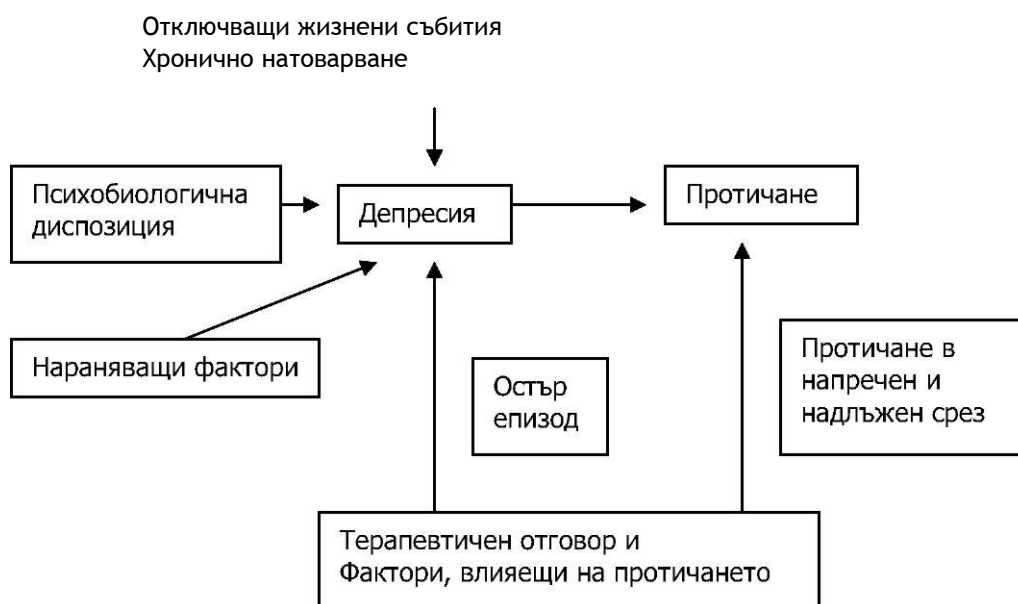 Отключващи жизнени събития
Хронично натоварване
Психобиологична
диспозиция
Депресия
Протичане
Нараняващи фактори
Остър
епизод
Протичане в
напречен и
надлъжен срез
Терапевтичен отговор и
Фактори, влияещи на протичането